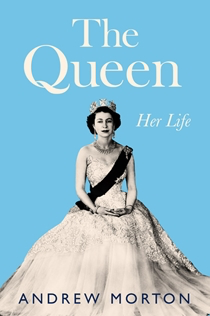 The
Queen
Her Life
ANDREW MORTON